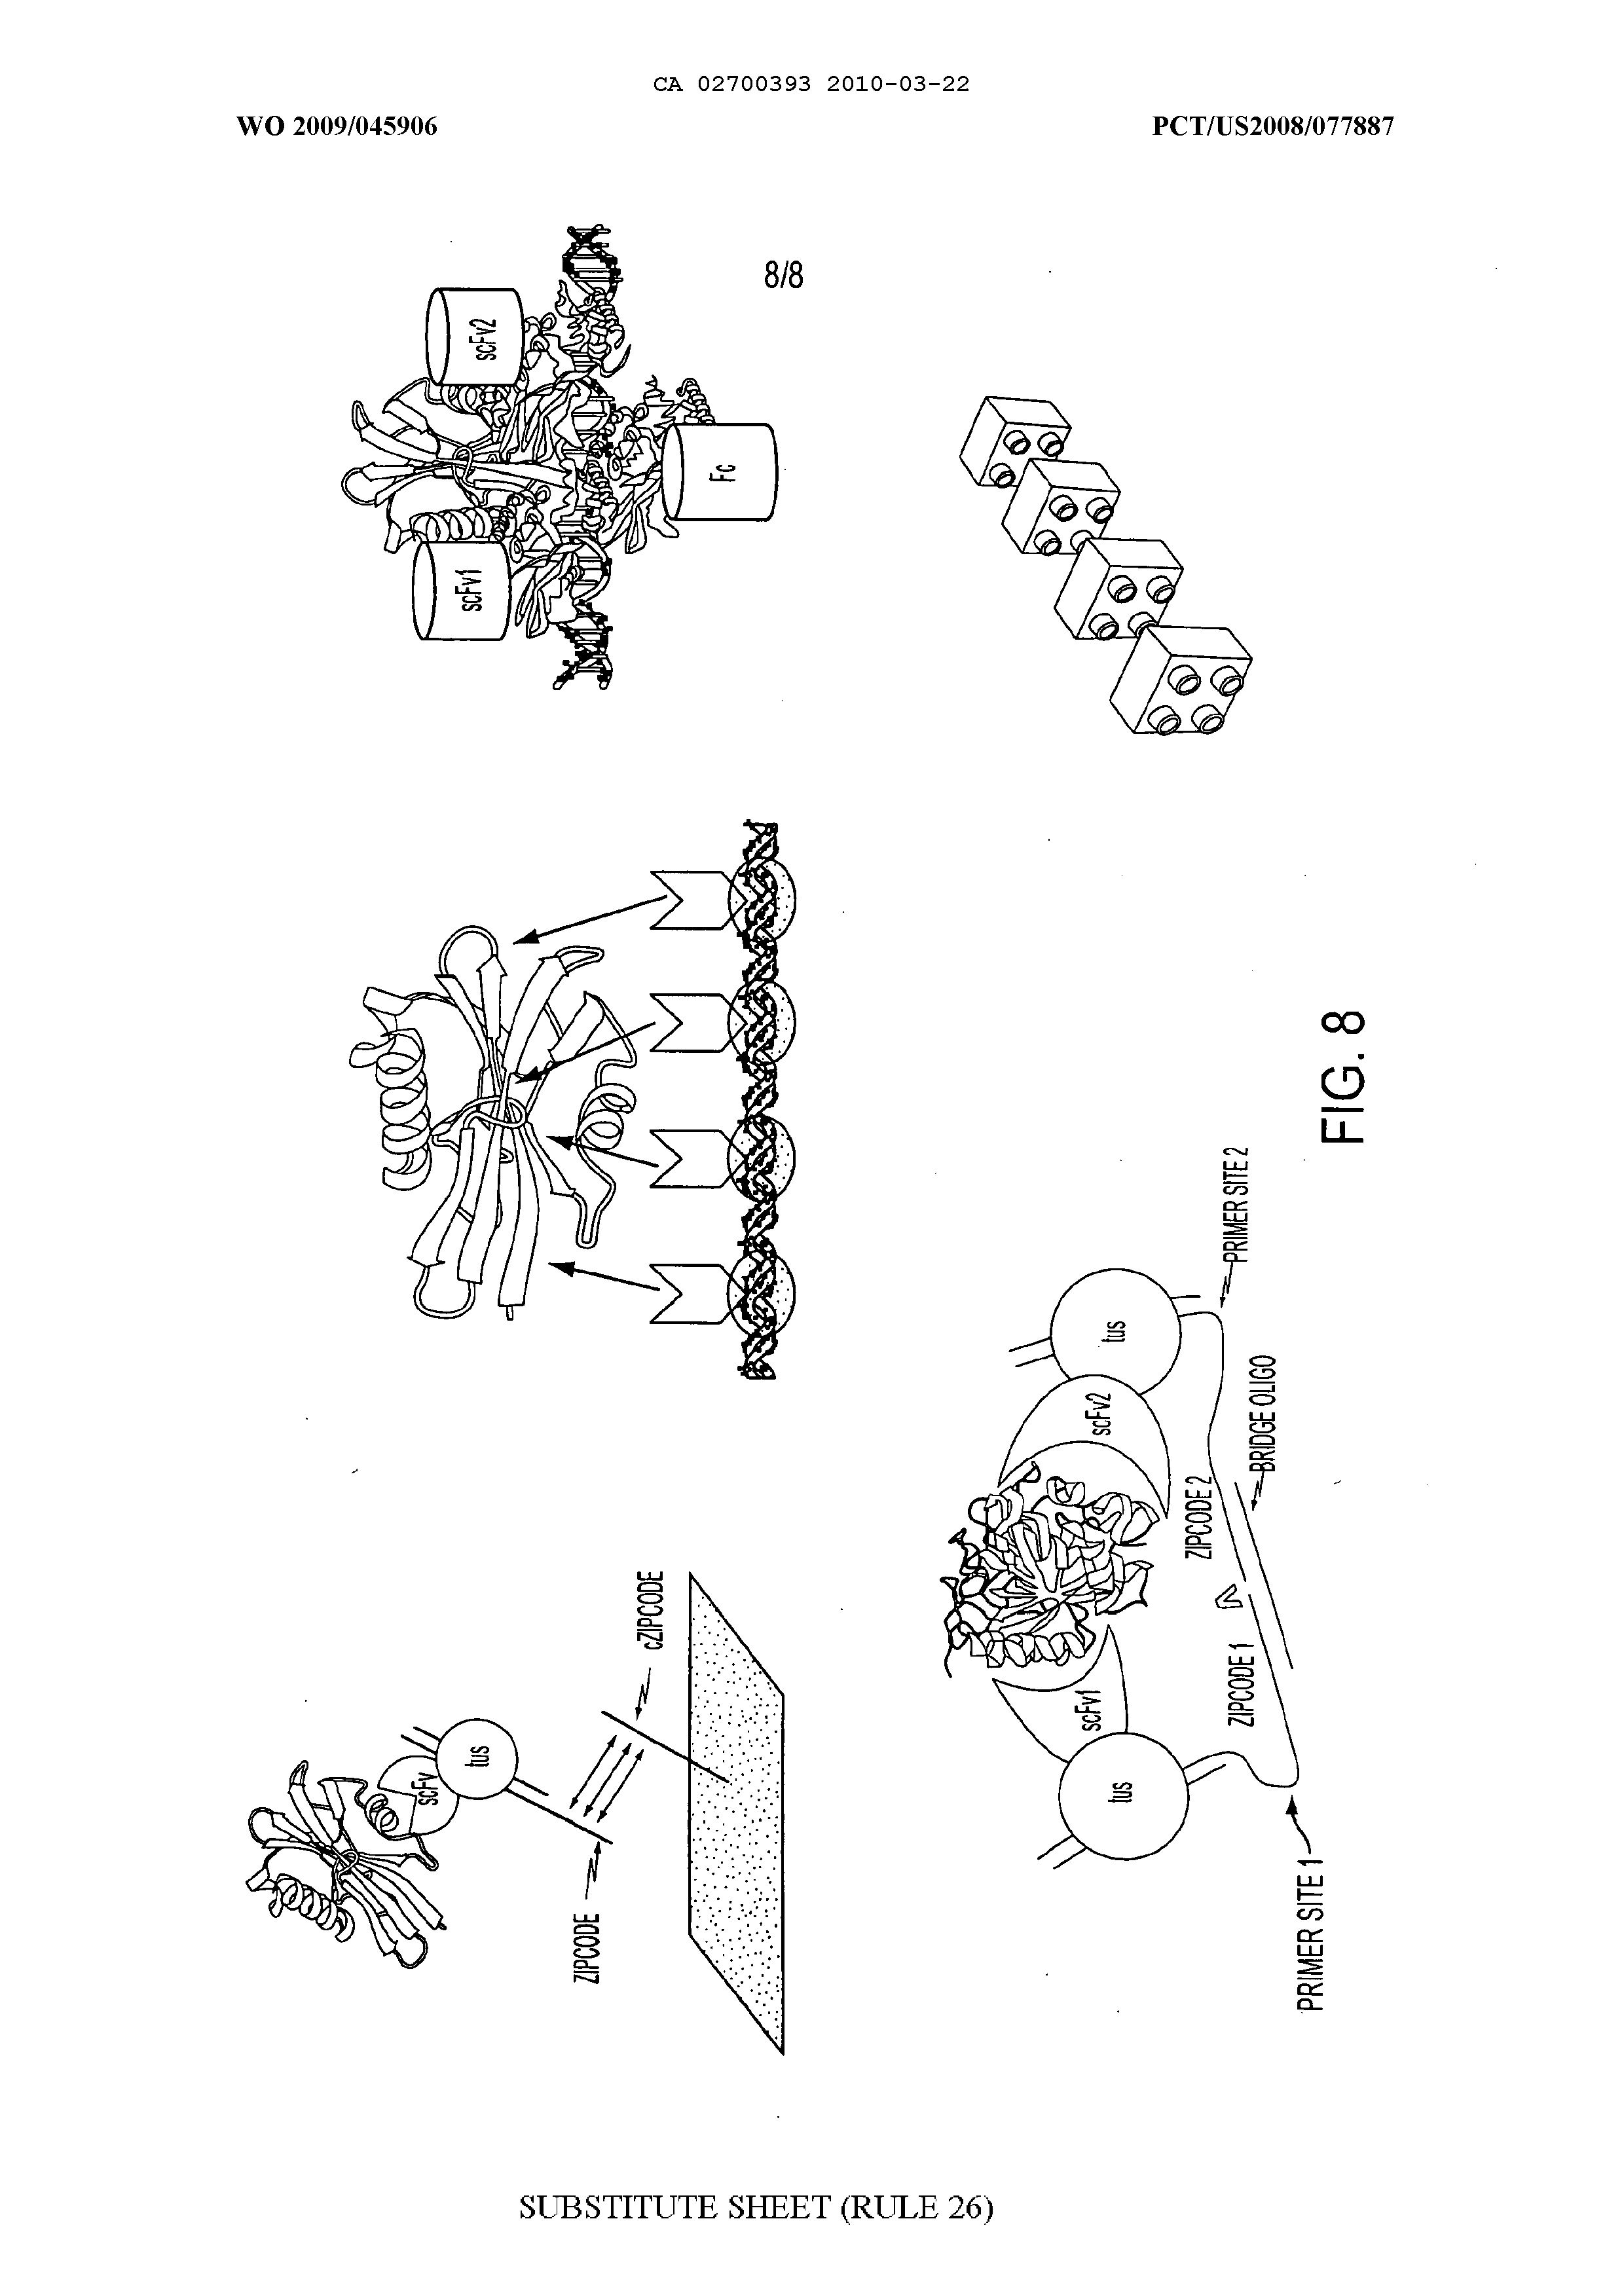 CA 02700393 2010-03-22
WO 2009/045906
PCT/US2008/077887
8/8
scFv
tus
ZIPCODE
cZIPCODE
scFv1
scFv2
Fc
tus
scFv1
scFv2
tus
ZIPCODE 1
ZIPCODE 2
PRIMER SITE 1
BRIDGE OLIGO
PRIMER SITE 2
FIG. 8
SUBSTITUTE SHEET (RULE 26)